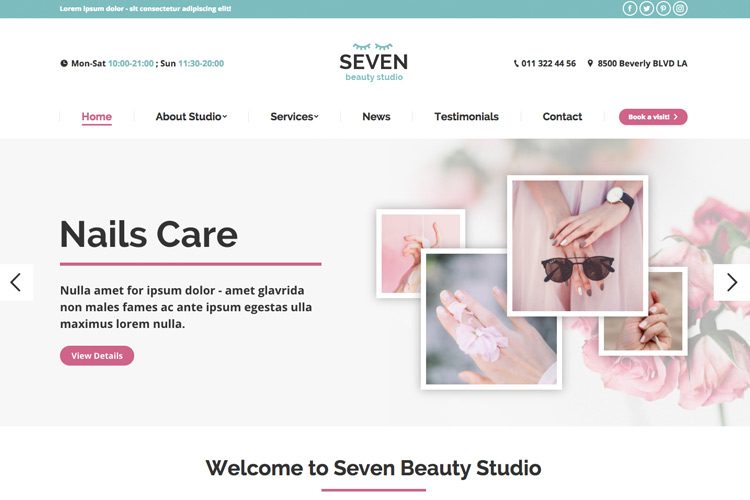 Lorem ipsum dolor - sit consectetur adipiscing elit!
Mon-Sat 10:00-21:00 ; Sun 11:30-20:00
SEVEN
beauty studio
011 322 44 56
8500 Beverly BLVD LA
Home
About Studio
Services
News
Testimonials
Contact
Book a visit!
Nails Care
Nulla amet for ipsum dolor - amet glavrida
non males fames ac ante ipsum egestas ulla
maximus lorem nulla.
View Details
Welcome to Seven Beauty Studio